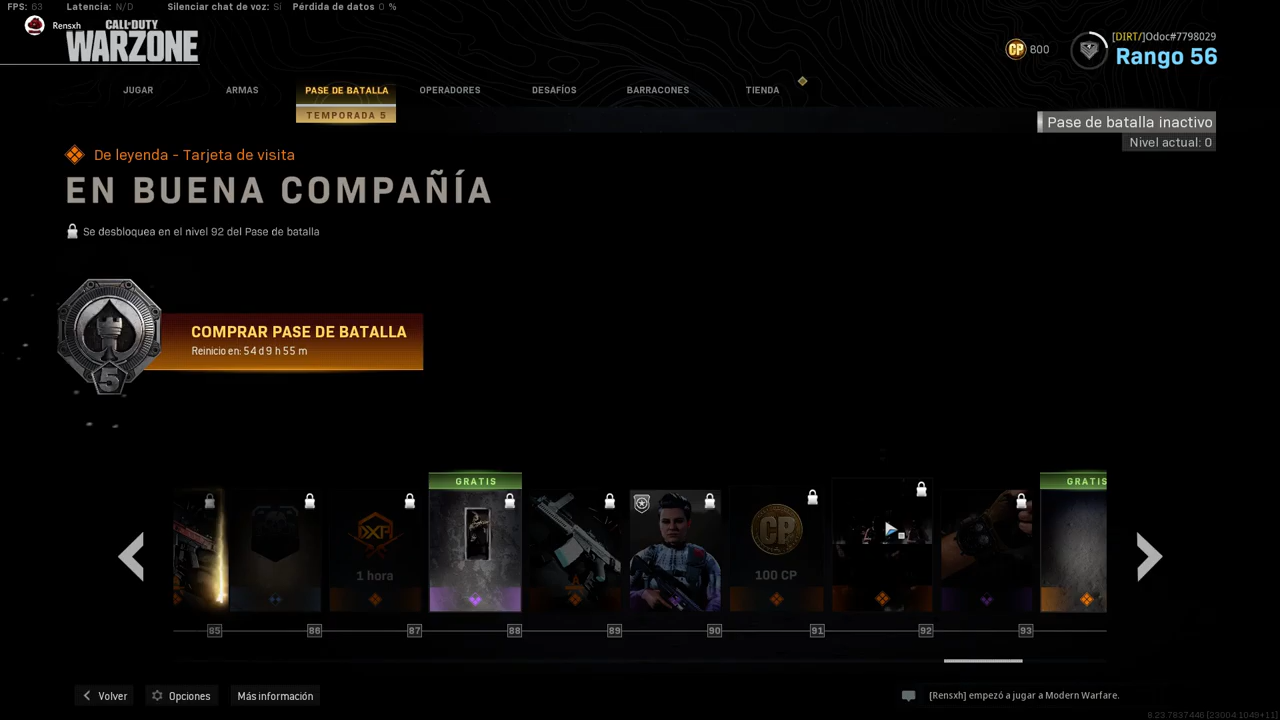 FPS: 63 Latencia: N/D Silenciar chat de voz: Sí Pérdida de datos 0 %
Rensxh
CALL OF DUTY
WARZONE
CP 800
[DIRT/]Odoc#7798029
Rango 56
JUGAR ARMAS PASE DE BATALLA OPERADORES DESAFÍOS BARRACONES TIENDA
TEMPORADA 5
Pase de batalla inactivo
Nivel actual: 0
De leyenda - Tarjeta de visita
EN BUENA COMPAÑÍA
Se desbloquea en el nivel 92 del Pase de batalla
COMPRAR PASE DE BATALLA
Reinicio en: 54 d 9 h 55 m
5
GRATIS GRATIS
2XP
CP
1 hora 100 CP
85 86 87 88 89 90 91 92 93
Volver Opciones Más información
[Rensxh] empezó a jugar a Modern Warfare.